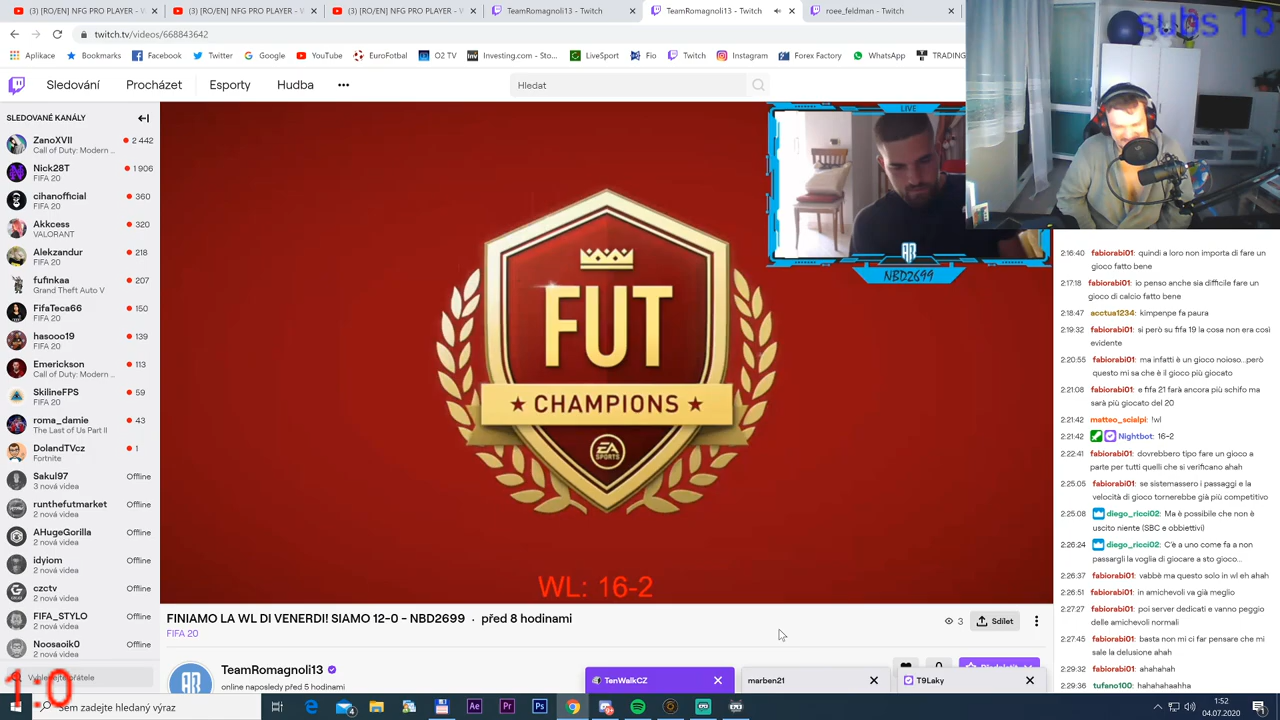 (3) [RO/EN] NFG PRO PLAYER - W
(3) [RO/EN] NFG PRO PLAYER - W
(3) [RO/EN] NFG PRO PLAYER - W
TeamRomagnoli13 - Twitch
TeamRomagnoli13 - Twitch
roee_feldman - Twitch
twitch.tv/videos/668843642
Aplikace
Bookmarks
Facebook
Twitter
Google
YouTube
EuroFotbal
O2 TV
Investing.com - Sto...
LiveSport
Fio
Twitch
Instagram
Forex Factory
WhatsApp
TRADING
subs 13
Sledování
Procházet
Esporty
Hudba
Hledat
SLEDOVANÉ KANÁLY
ZanoXVII 2 442
Call of Duty: Modern ...
Nick28T 1 906
FIFA 20
cihanofficial 360
FIFA 20
Akkcess 320
VALORANT
Alekzandur 218
FIFA 20
fufinkaa 207
Grand Theft Auto V
FifaTeca66 150
FIFA 20
hasooo19 139
FIFA 20
Emerickson 113
Call of Duty: Modern ...
SkilineFPS 59
FIFA 20
roma_damie 43
The Last of Us Part II
DolandTVcz 1
Fortnite
Sakul97 Offline
3 nová videa
runthefutmarket Offline
2 nová videa
AHugeGorilla Offline
2 nová videa
idyiom Offline
2 nová videa
czctv Offline
2 nová videa
FIFA_STYLO Offline
2 nová videa
Noosaoik0 Offline
2 nová videa
1.0
LIVE
NBD2699
FUT
CHAMPIONS
EA
SPORTS
WL: 16-2
FINIAMO LA WL DI VENERDI! SIAMO 12-0 - NBD2699 · před 8 hodinami
FIFA 20
3
Sdílet
TeamRomagnoli13
online naposledy před 5 hodinami
TenWalkCZ
marben21
T9Laky
2:16:40 fabiorabi01: quindi a loro non importa di fare un
gioco fatto bene
2:17:18 fabiorabi01: io penso anche sia difficile fare un
gioco di calcio fatto bene
2:18:47 acctua1234: kimpenpe fa paura
2:19:32 fabiorabi01: si però su fifa 19 la cosa non era così
evidente
2:20:55 fabiorabi01: ma infatti è un gioco noioso..però
questo mi sa che è il gioco più giocato
2:21:08 fabiorabi01: e fifa 21 farà ancora più schifo ma
sarà più giocato del 20
2:21:42 matteo_scialpi: !wl
2:21:42 Nightbot: 16-2
2:22:41 fabiorabi01: dovrebbero tipo fare un gioco a
parte per tutti quelli che si verificano ahah
2:25:05 fabiorabi01: se sistemassero i passaggi e la
velocità di gioco tornerebbe già più competitivo
2:25:08 diego_ricci02: Ma è possibile che non è
uscito niente (SBC e obbiettivi)
2:26:24 diego_ricci02: C'è a uno come fa a non
passargli la voglia di giocare a sto gioco...
2:26:37 fabiorabi01: vabbè ma questo solo in wl eh ahah
2:26:51 fabiorabi01: in amichevoli va già meglio
2:27:27 fabiorabi01: poi server dedicati e vanno peggio
delle amichevoli normali
2:27:45 fabiorabi01: basta non mi ci far pensare che mi
sale la delusione ahah
2:29:32 fabiorabi01: ahahahah
2:29:36 tufano100: hahahahaahha
Sem zadejte hledaný výraz
1:52
04.07.2020